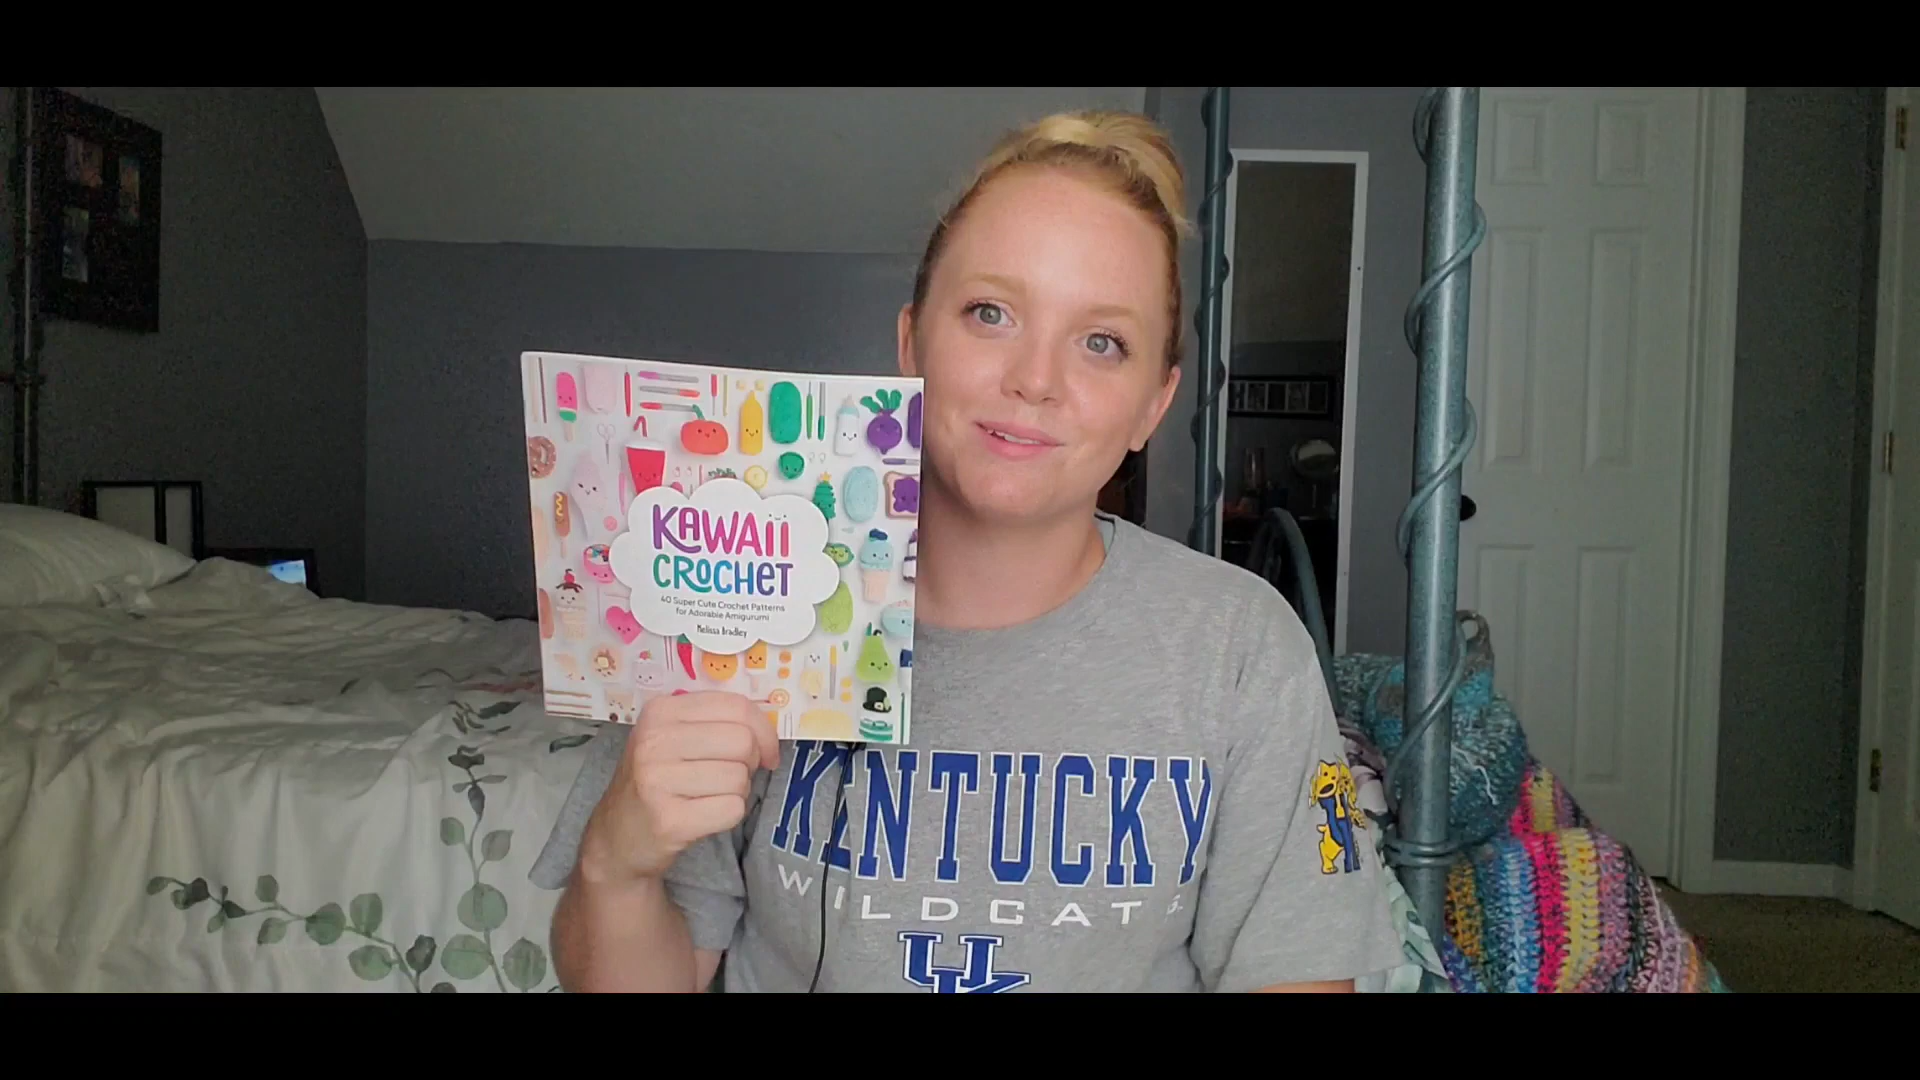 KAWAII
CROCHET
40 Super Cute Crochet Patterns
for Adorable Amigurumi
Melissa Bradley
KENTUCKY
WILDCATS
UK